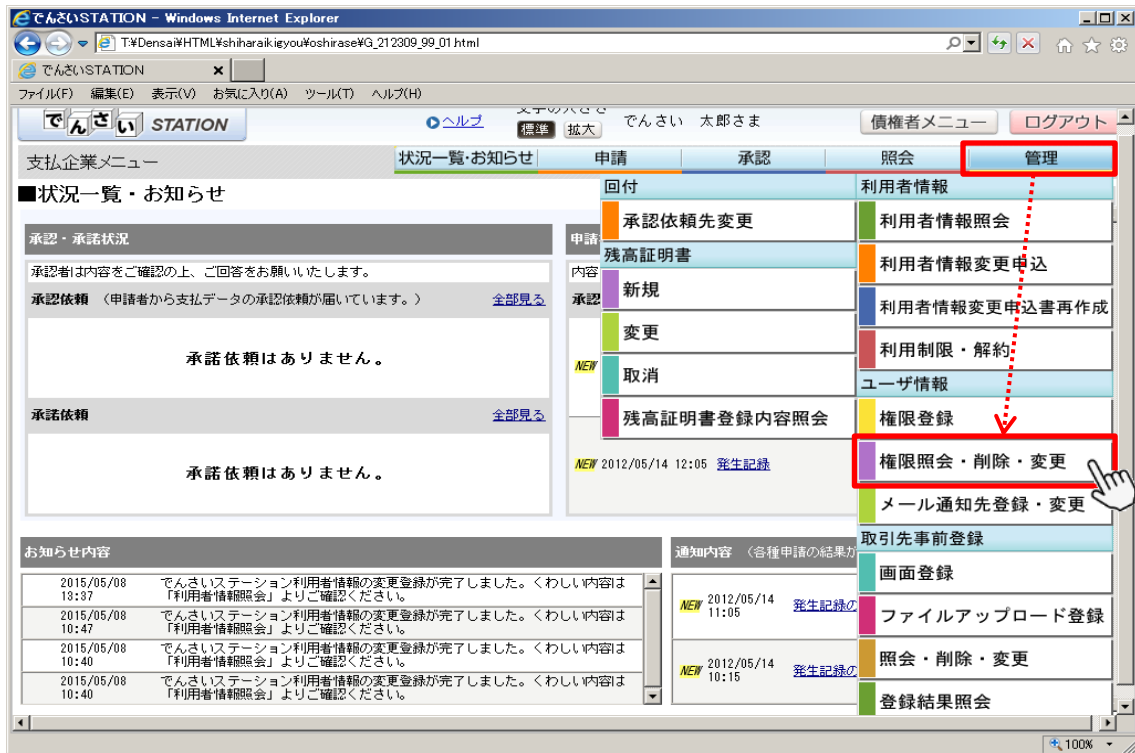 でんさいSTATION - Windows Internet Explorer
T:¥Densai¥HTML¥shiharaikigyou¥oshirase¥G_212309_99_01.html
でんさいSTATION
ファイル(F) 編集(E) 表示(V) お気に入り(A) ツール(T) ヘルプ(H)
でんさい STATION
ヘルプ
文字の大きさ
標準 拡大
でんさい 太郎さま
債権者メニュー
ログアウト
支払企業メニュー
状況一覧・お知らせ 申請 承認 照会 管理
■状況一覧・お知らせ
承認・承諾状況
承認者は内容をご確認の上、ご回答をお願いいたします。
承認依頼 (申請者から支払データの承認依頼が届いています。) 全部見る
承諾依頼はありません。
承諾依頼 全部見る
承諾依頼はありません。
申請
内容
承認
NEW
NEW 2012/05/14 12:05 発生記録
回付
承認依頼先変更
残高証明書
新規
変更
取消
残高証明書登録内容照会
利用者情報
利用者情報照会
利用者情報変更申込
利用者情報変更申込書再作成
利用制限・解約
ユーザ情報
権限登録
権限照会・削除・変更
メール通知先登録・変更
取引先事前登録
画面登録
ファイルアップロード登録
照会・削除・変更
登録結果照会
お知らせ内容
2015/05/08 13:37 でんさいステーション利用者情報の変更登録が完了しました。くわしい内容は
「利用者情報照会」よりご確認ください。
2015/05/08 10:47 でんさいステーション利用者情報の変更登録が完了しました。くわしい内容は
「利用者情報照会」よりご確認ください。
2015/05/08 10:40 でんさいステーション利用者情報の変更登録が完了しました。くわしい内容は
「利用者情報照会」よりご確認ください。
2015/05/08 10:40 でんさいステーション利用者情報の変更登録が完了しました。くわしい内容は
「利用者情報照会」よりご確認ください。
通知内容 (各種申請の結果が
NEW 2012/05/14 11:05 発生記録の
NEW 2012/05/14 10:15 発生記録の
100%